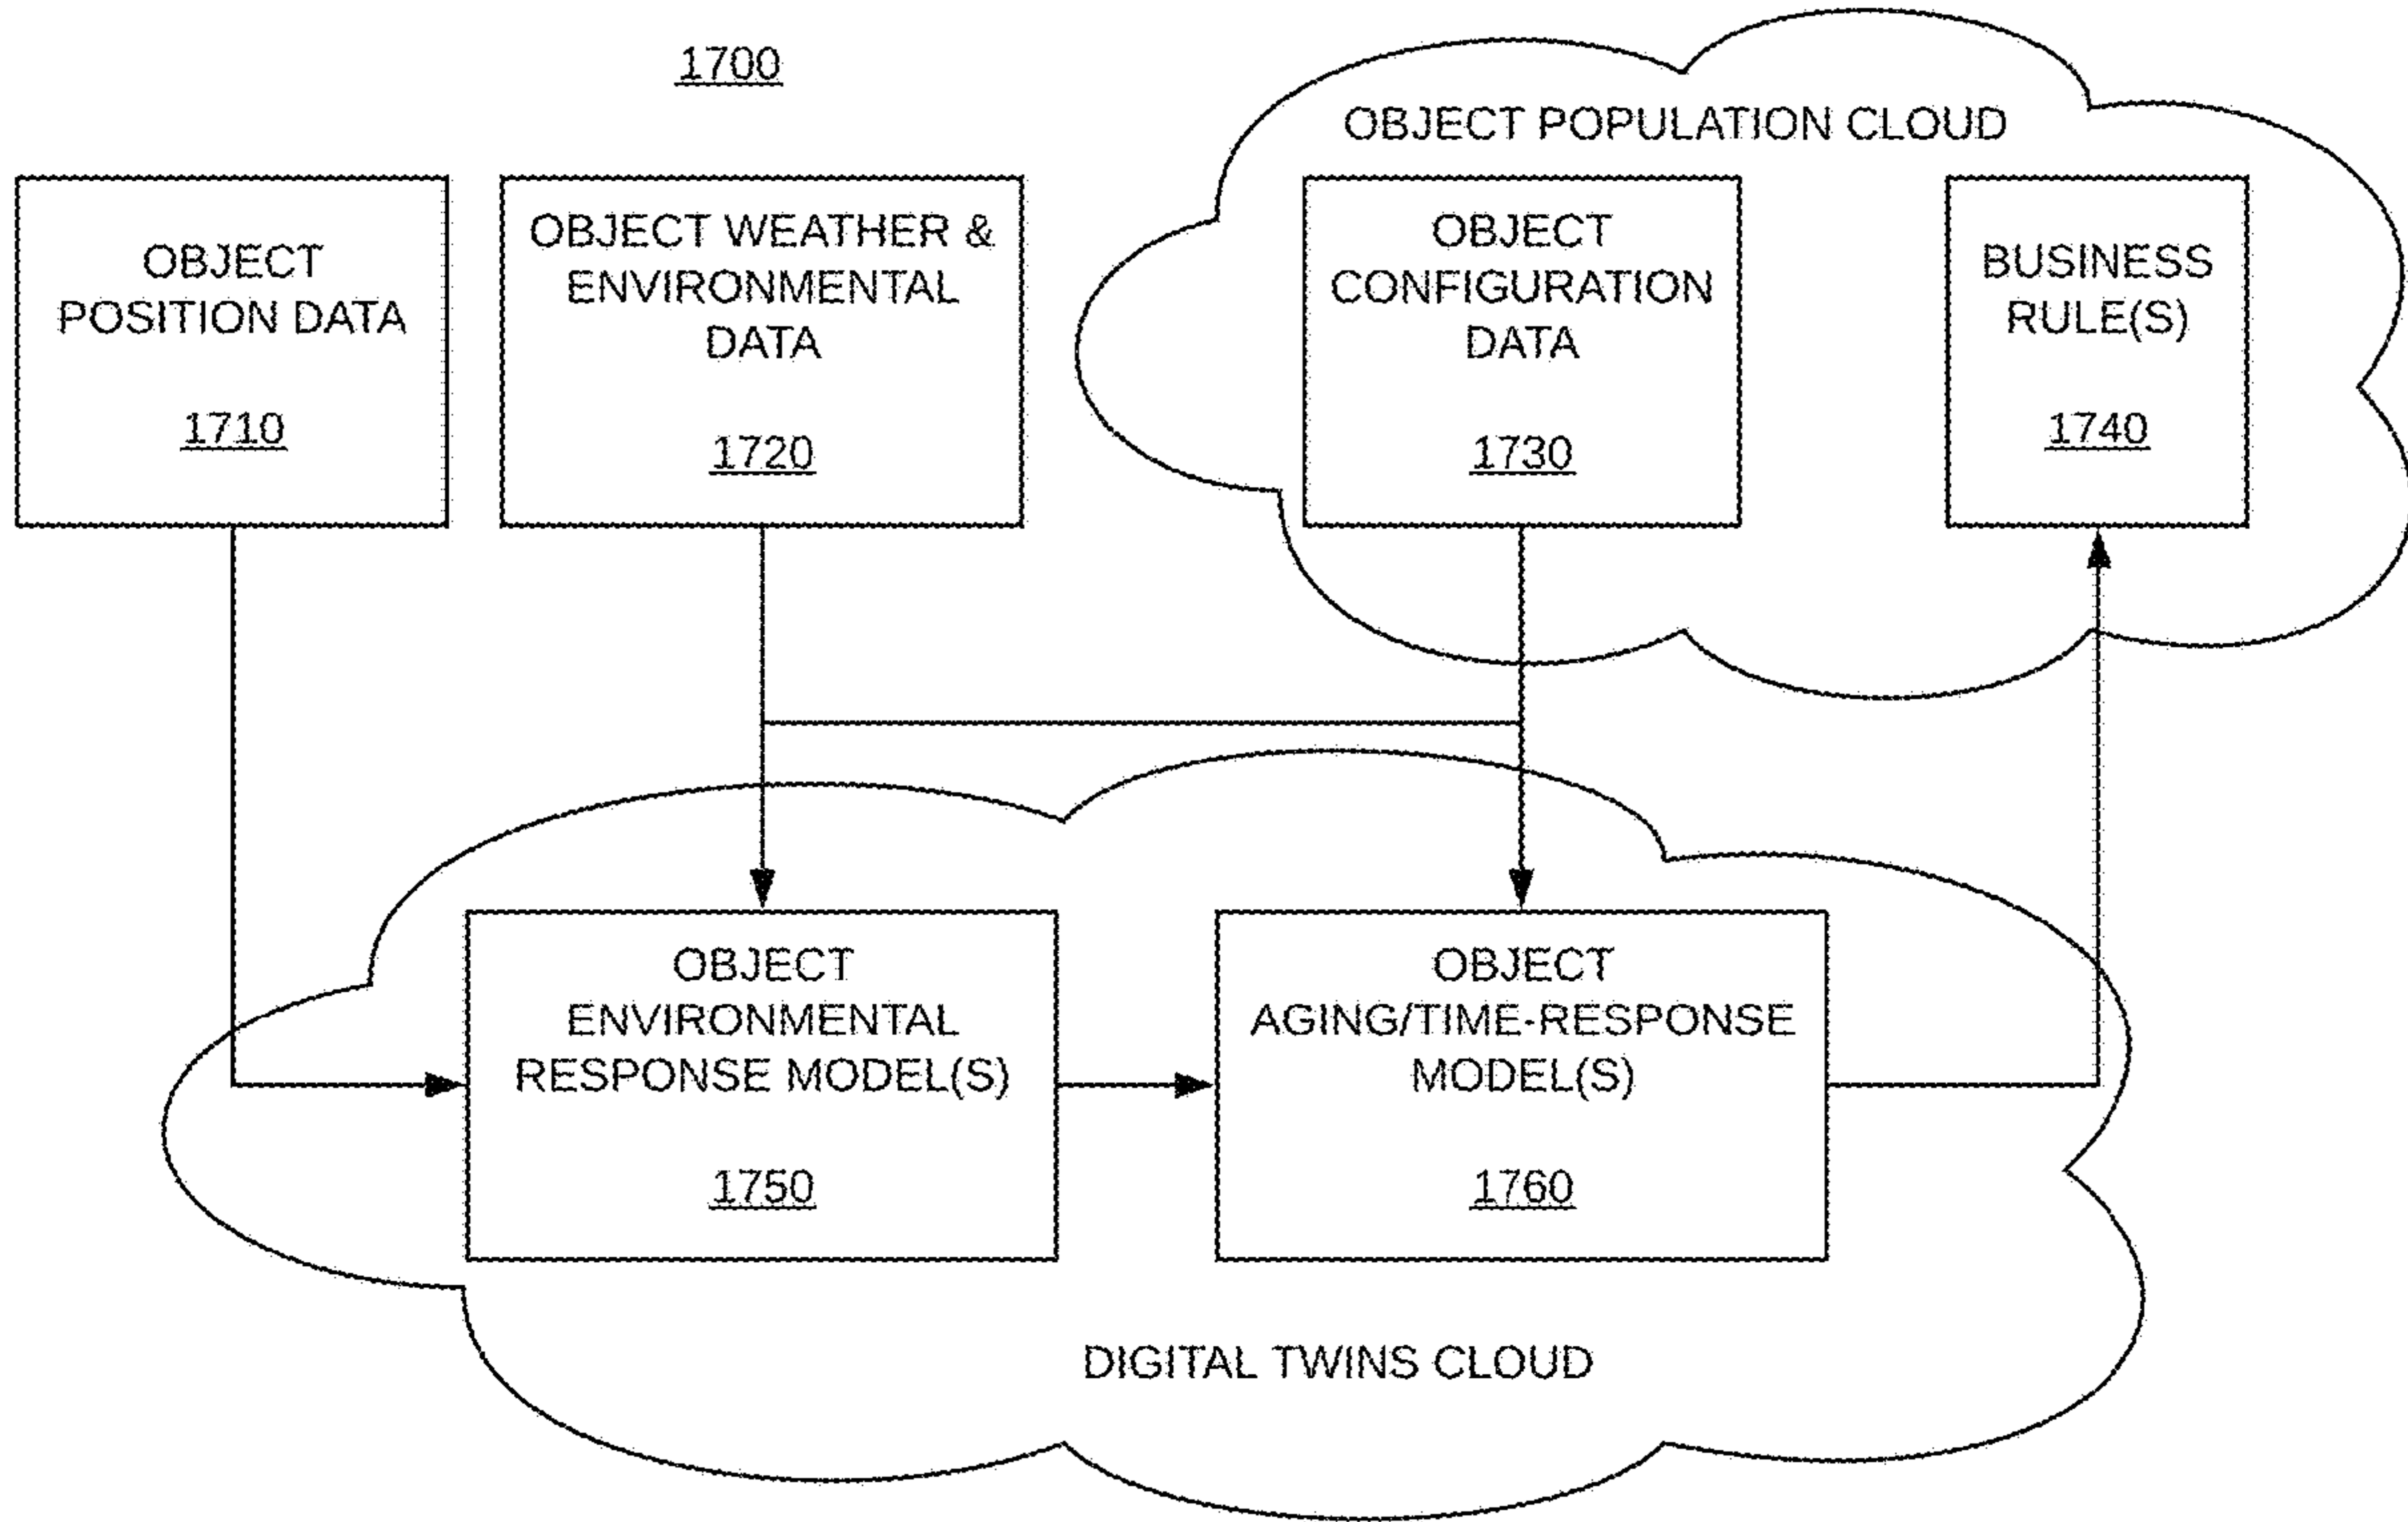 1700
OBJECT POPULATION CLOUD
OBJECT
POSITION DATA
1710
OBJECT WEATHER &
ENVIRONMENTAL
DATA
1720
OBJECT
CONFIGURATION
DATA
1730
BUSINESS
RULE(S)
1740
OBJECT
ENVIRONMENTAL
RESPONSE MODEL(S)
1750
OBJECT
AGING/TIME-RESPONSE
MODEL(S)
1760
DIGITAL TWINS CLOUD